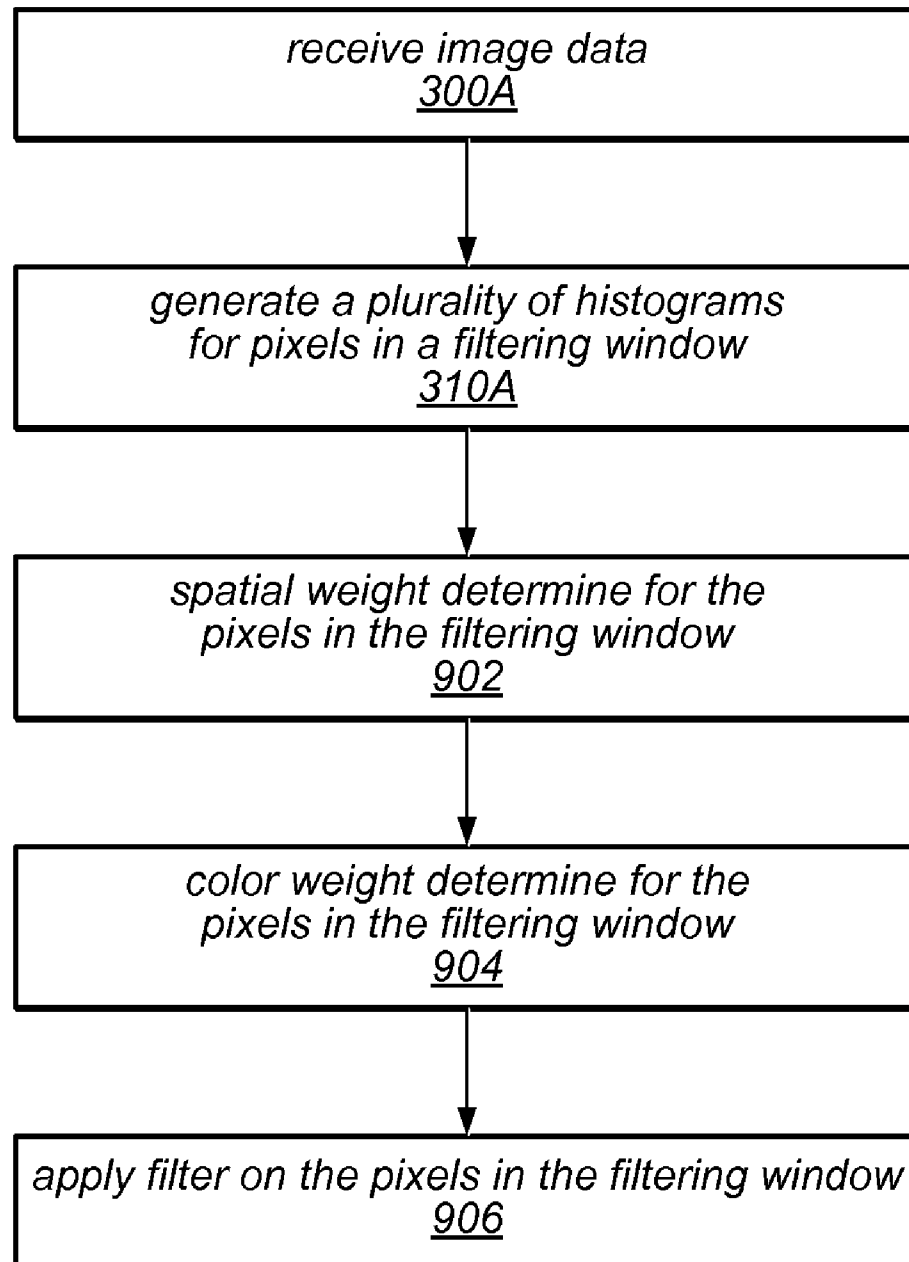 receive image data
300A
generate a plurality of histograms
for pixels in a filtering window
310A
spatial weight determine for the
pixels in the filtering window
902
color weight determine for the
pixels in the filtering window
904
apply filter on the pixels in the filtering window
906